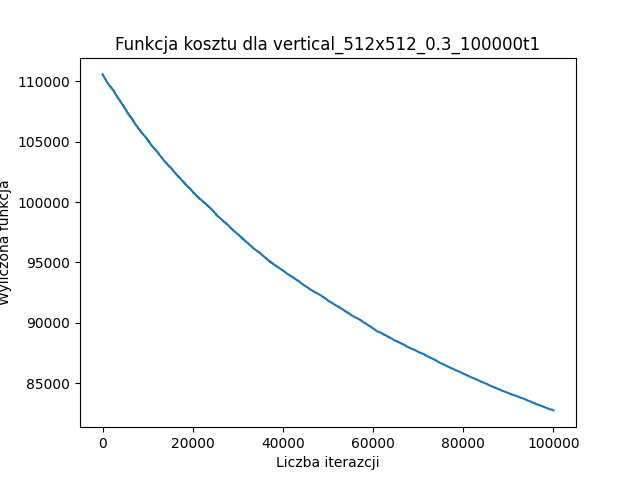 Funkcja kosztu dla vertical_512x512_0.3_100000t1
110000
105000
100000
95000
90000
85000
Wyliczona funkcja
0 20000 40000 60000 80000 100000
Liczba iterazcji